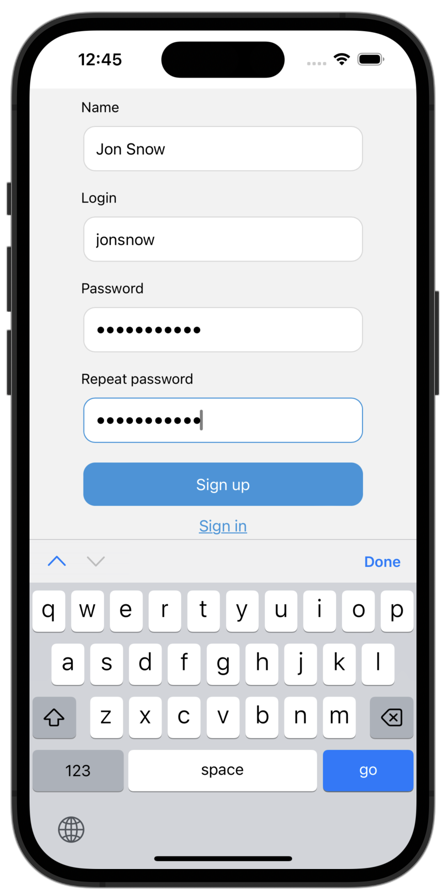 12:45
Name
Jon Snow
Login
jonsnow
Password
•••••••••••
Repeat password
•••••••••••
Sign up
Sign in
Done
q w e r t y u i o p
a s d f g h j k l
z x c v b n m
123 space go